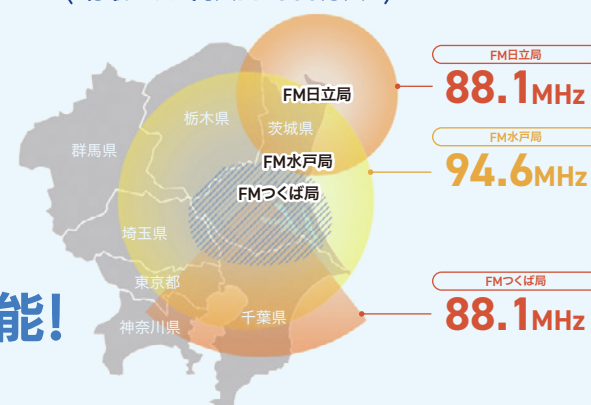 FM日立局
88.1MHz
FM水戸局
94.6MHz
FMつくば局
88.1MHz
FM日立局
栃木県
茨城県
群馬県
FM水戸局
FMつくば局
埼玉県
東京都
千葉県
神奈川県
能!